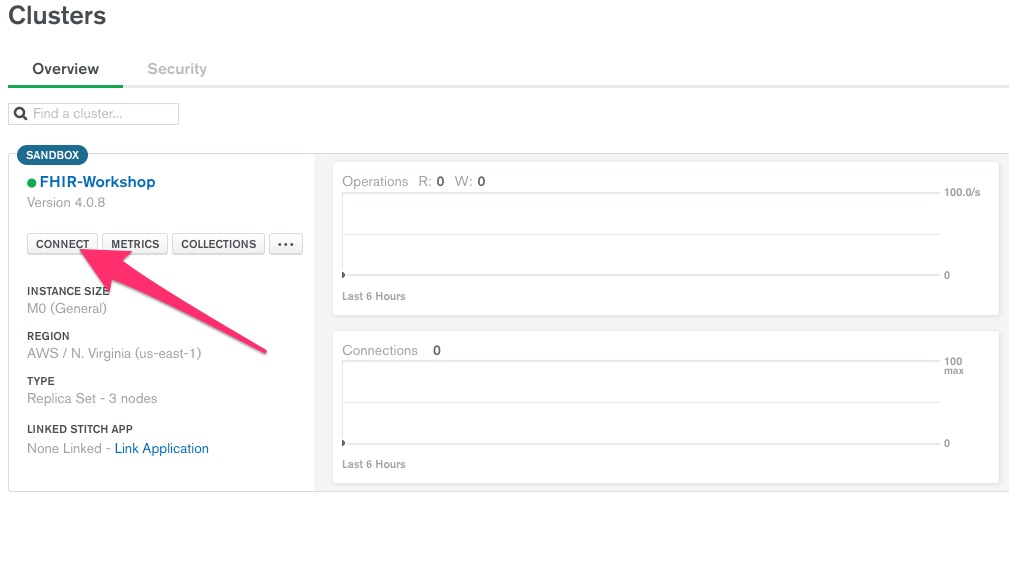 Clusters
Overview Security
Find a cluster...
SANDBOX
FHIR-Workshop
Version 4.0.8
CONNECT METRICS COLLECTIONS ...
INSTANCE SIZE
M0 (General)
REGION
AWS / N. Virginia (us-east-1)
TYPE
Replica Set - 3 nodes
LINKED STITCH APP
None Linked - Link Application
Operations R: 0 W: 0
100.0/s
0
Last 6 Hours
Connections 0
100
max
0
Last 6 Hours